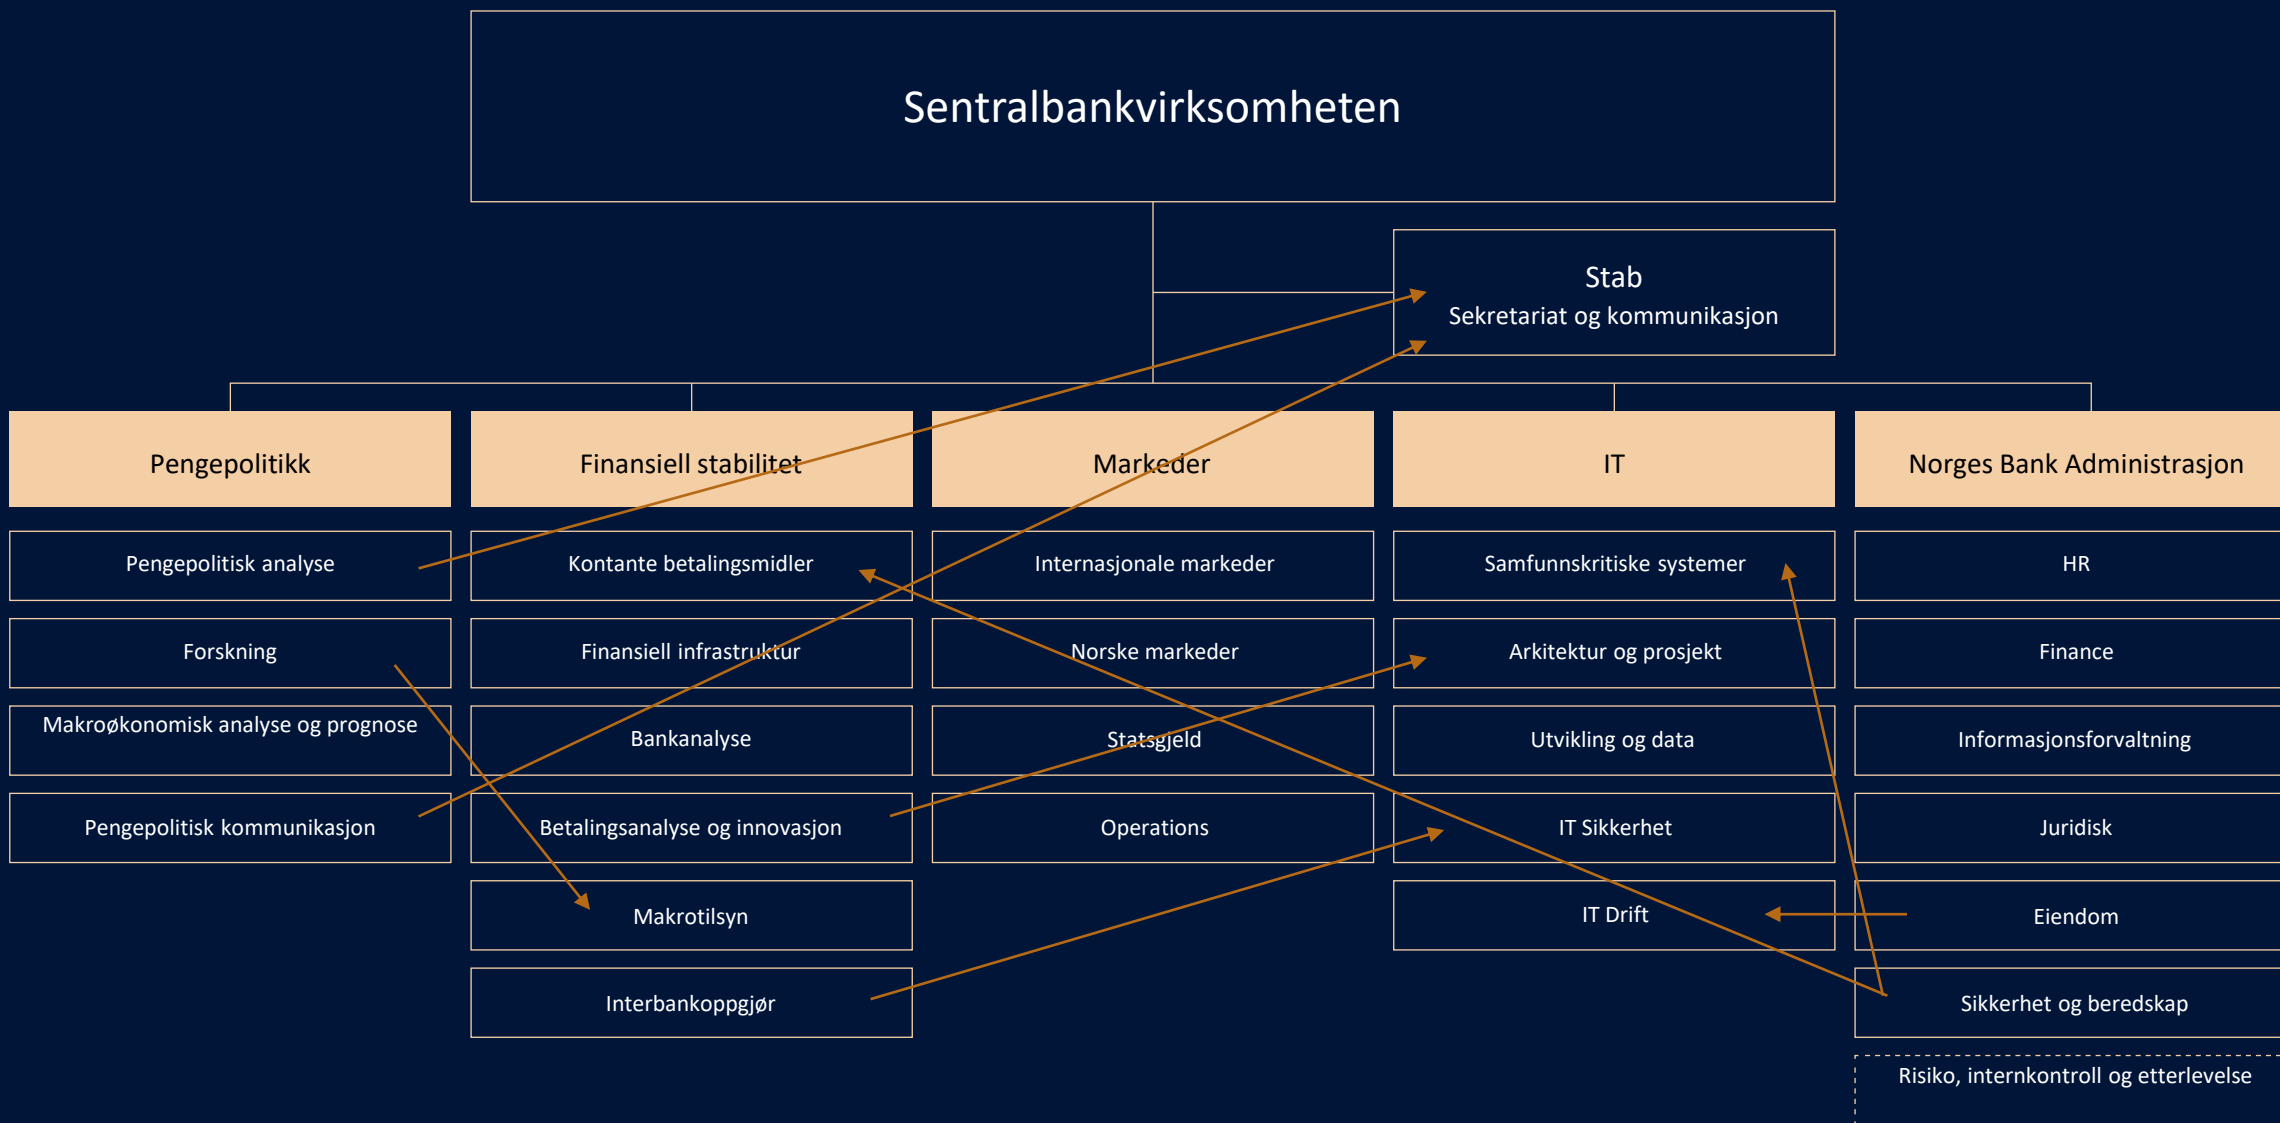 Sentralbankvirksomheten
Stab
Sekretariat og kommunikasjon
Pengepolitikk
Finansiell stabilitet
Markeder
IT
Norges Bank Administrasjon
Pengepolitisk analyse
Kontante betalingsmidler
Internasjonale markeder
Samfunnskritiske systemer
HR
Forskning
Finansiell infrastruktur
Norske markeder
Arkitektur og prosjekt
Finance
Makroøkonomisk analyse og prognose
Bankanalyse
Statsgjeld
Utvikling og data
Informasjonsforvaltning
Pengepolitisk kommunikasjon
Betalingsanalyse og innovasjon
Operations
IT Sikkerhet
Juridisk
Makrotilsyn
IT Drift
Eiendom
Interbankoppgjør
Sikkerhet og beredskap
Risiko, internkontroll og etterlevelse